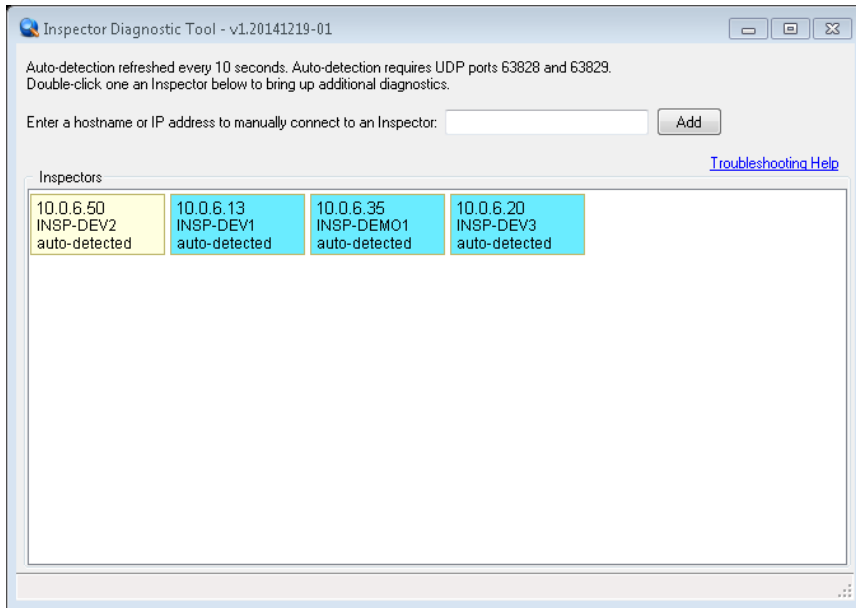 Inspector Diagnostic Tool - v1.20141219-01
Auto-detection refreshed every 10 seconds. Auto-detection requires UDP ports 63828 and 63829.
Double-click one an Inspector below to bring up additional diagnostics.
Enter a hostname or IP address to manually connect to an Inspector: Add
Troubleshooting Help
Inspectors
10.0.6.50 10.0.6.13 10.0.6.35 10.0.6.20
INSP-DEV2 INSP-DEV1 INSP-DEMO1 INSP-DEV3
auto-detected auto-detected auto-detected auto-detected